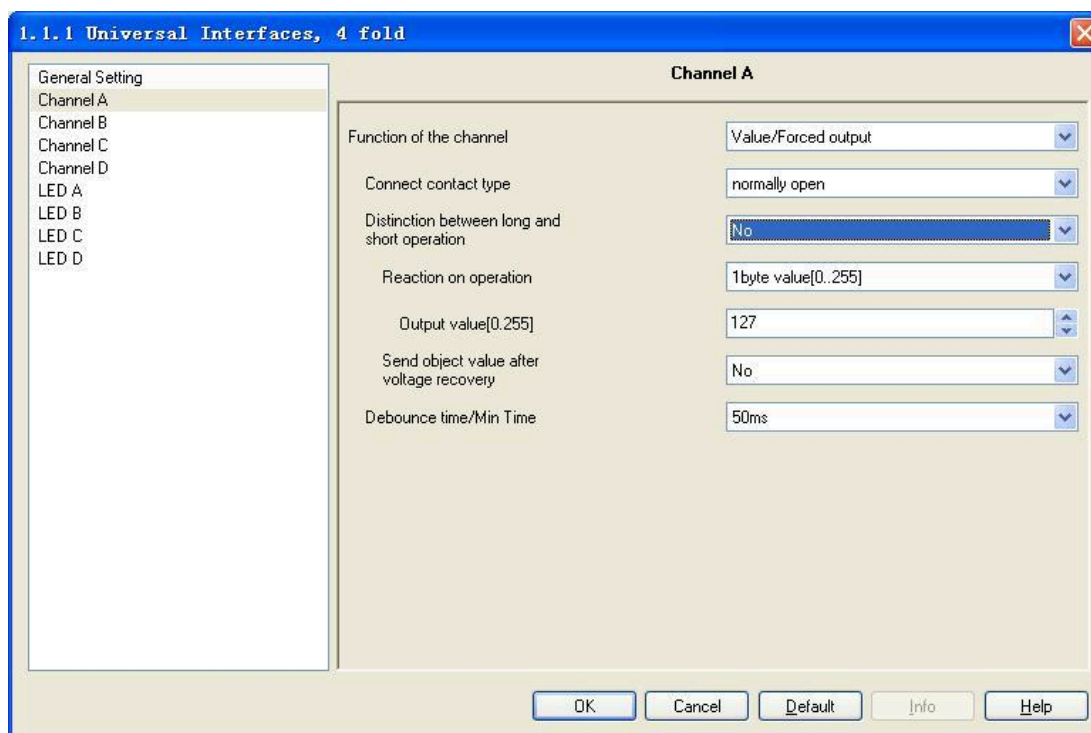 1.1.1 Universal Interfaces, 4 fold
General Setting
Channel A
Channel B
Channel C
Channel D
LED A
LED B
LED C
LED D
Channel A
Function of the channel
Value/Forced output
Connect contact type
normally open
Distinction between long and
short operation
No
Reaction on operation
1byte value[0..255]
Output value[0.255]
127
Send object value after
voltage recovery
No
Debounce time/Min Time
50ms
OK
Cancel
Default
Info
Help